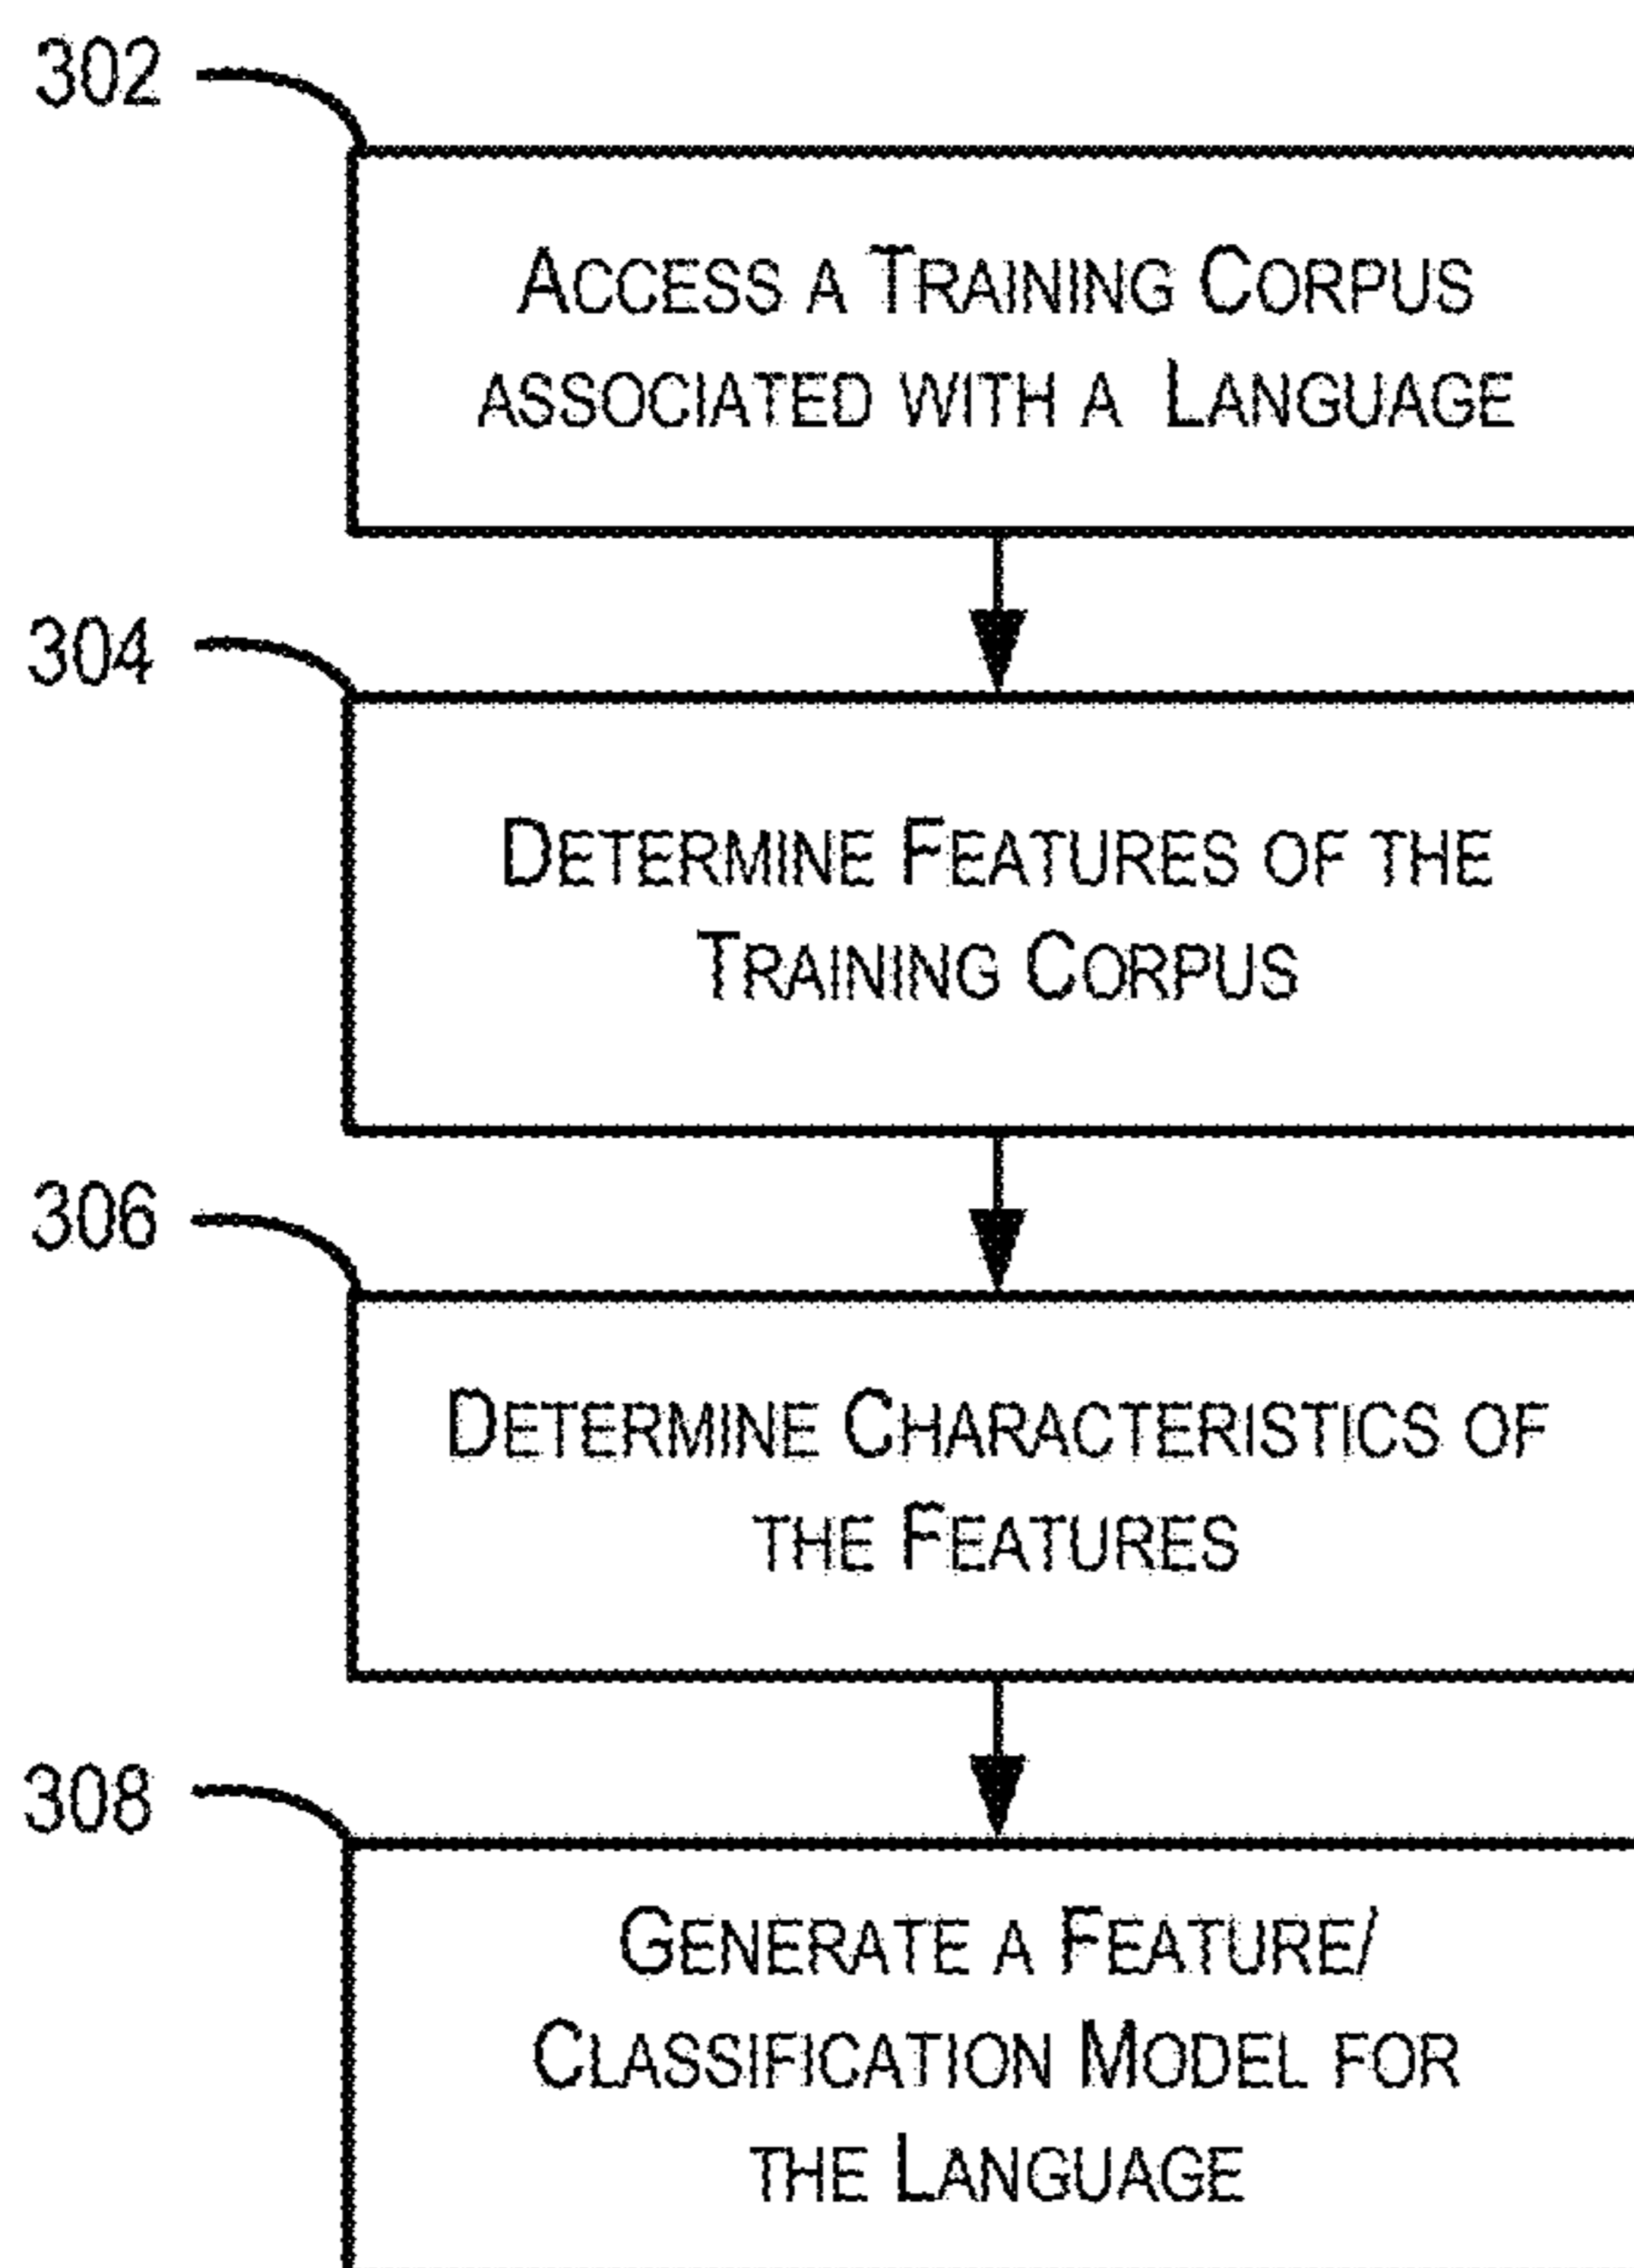 302
ACCESS A TRAINING CORPUS
ASSOCIATED WITH A LANGUAGE
304
DETERMINE FEATURES OF THE
TRAINING CORPUS
306
DETERMINE CHARACTERISTICS OF
THE FEATURES
308
GENERATE A FEATURE/
CLASSIFICATION MODEL FOR
THE LANGUAGE